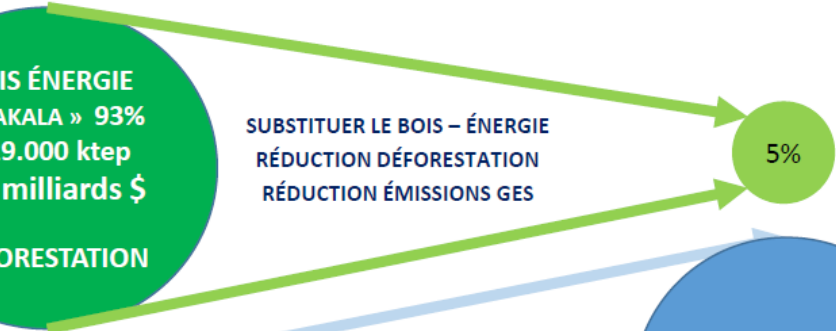 IS ÉNERGIE
AKALA » 93%
9.000 ktep
milliards $
ORESTATION
SUBSTITUER LE BOIS – ÉNERGIE
RÉDUCTION DÉFORESTATION
RÉDUCTION ÉMISSIONS GES
5%